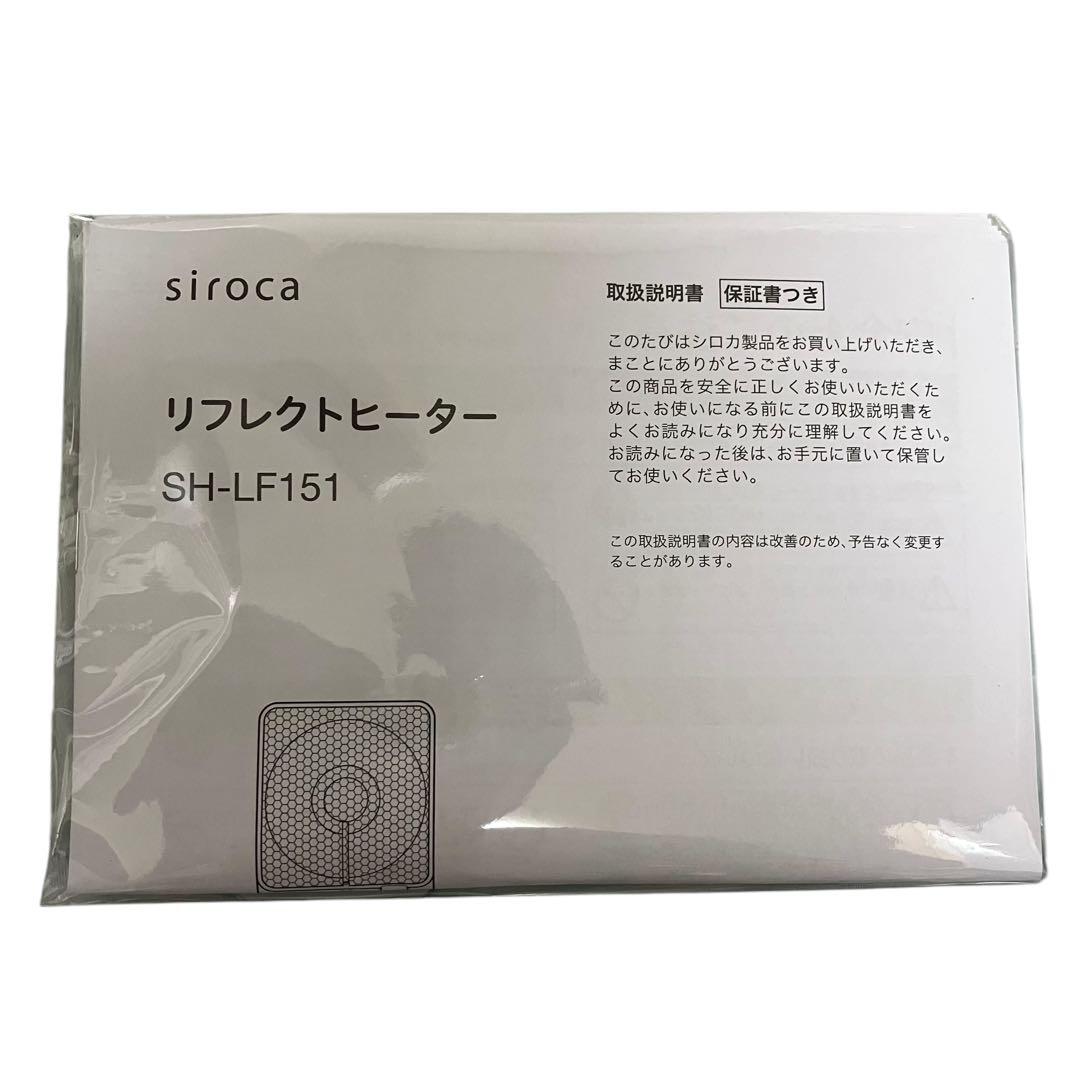 siroca
リフレクトヒーター
SH-LF151
取扱説明書 保証書つき
このたびはシロカ製品をお買い上げいただき、
まことにありがとうございます。
この商品を安全に正しくお使いいただくた
めに、お使いになる前にこの取扱説明書を
よくお読みになり充分に理解してください。
お読みになった後は、お手元に置いて保管し
てお使いください。
この取扱説明書の内容は改善のため、予告なく変更す
ることがあります。